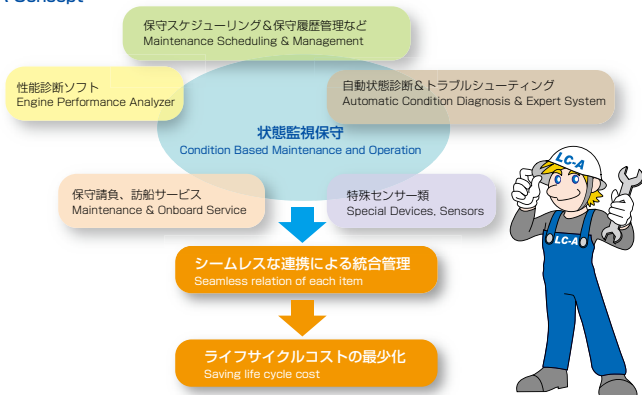 Concept
保守スケジューリング&保守履歴管理など
Maintenance Scheduling & Management
性能診断ソフト
Engine Performance Analyzer
自動状態診断&トラブルシューティング
Automatic Condition Diagnosis & Expert System
状態監視保守
Condition Based Maintenance and Operation
保守請負、訪船サービス
Maintenance & Onboard Service
特殊センサー類
Special Devices, Sensors
LC-A
LC-A
シームレスな連携による統合管理
Seamless relation of each item
ライフサイクルコストの最少化
Saving life cycle cost